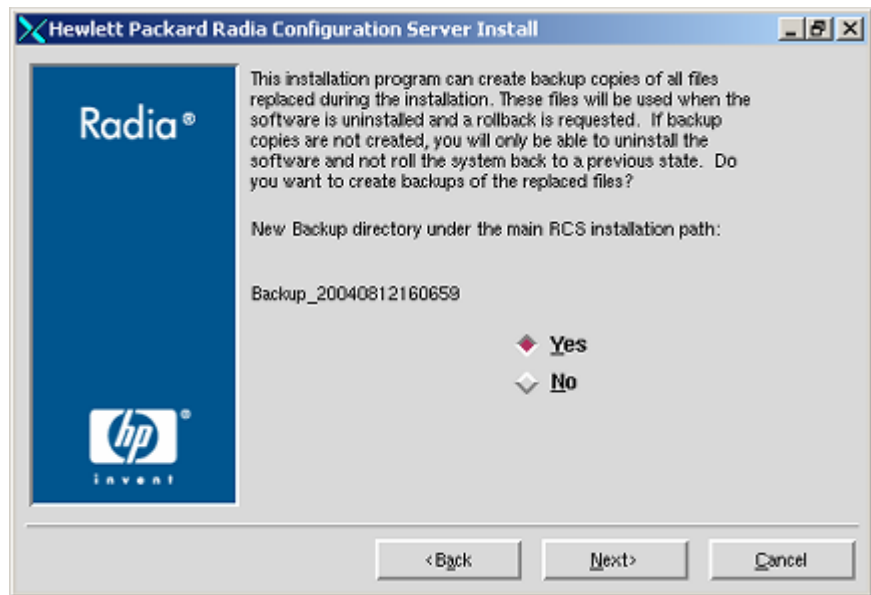 Hewlett Packard Radia Configuration Server Install
Radia®
This installation program can create backup copies of all files
replaced during the installation. These files will be used when the
software is uninstalled and a rollback is requested. If backup
copies are not created, you will only be able to uninstall the
software and not roll the system back to a previous state. Do
you want to create backups of the replaced files?
New Backup directory under the main RCS installation path:
Backup_20040812160659
Yes
No
hp®
invent
<Back
Next>
Cancel